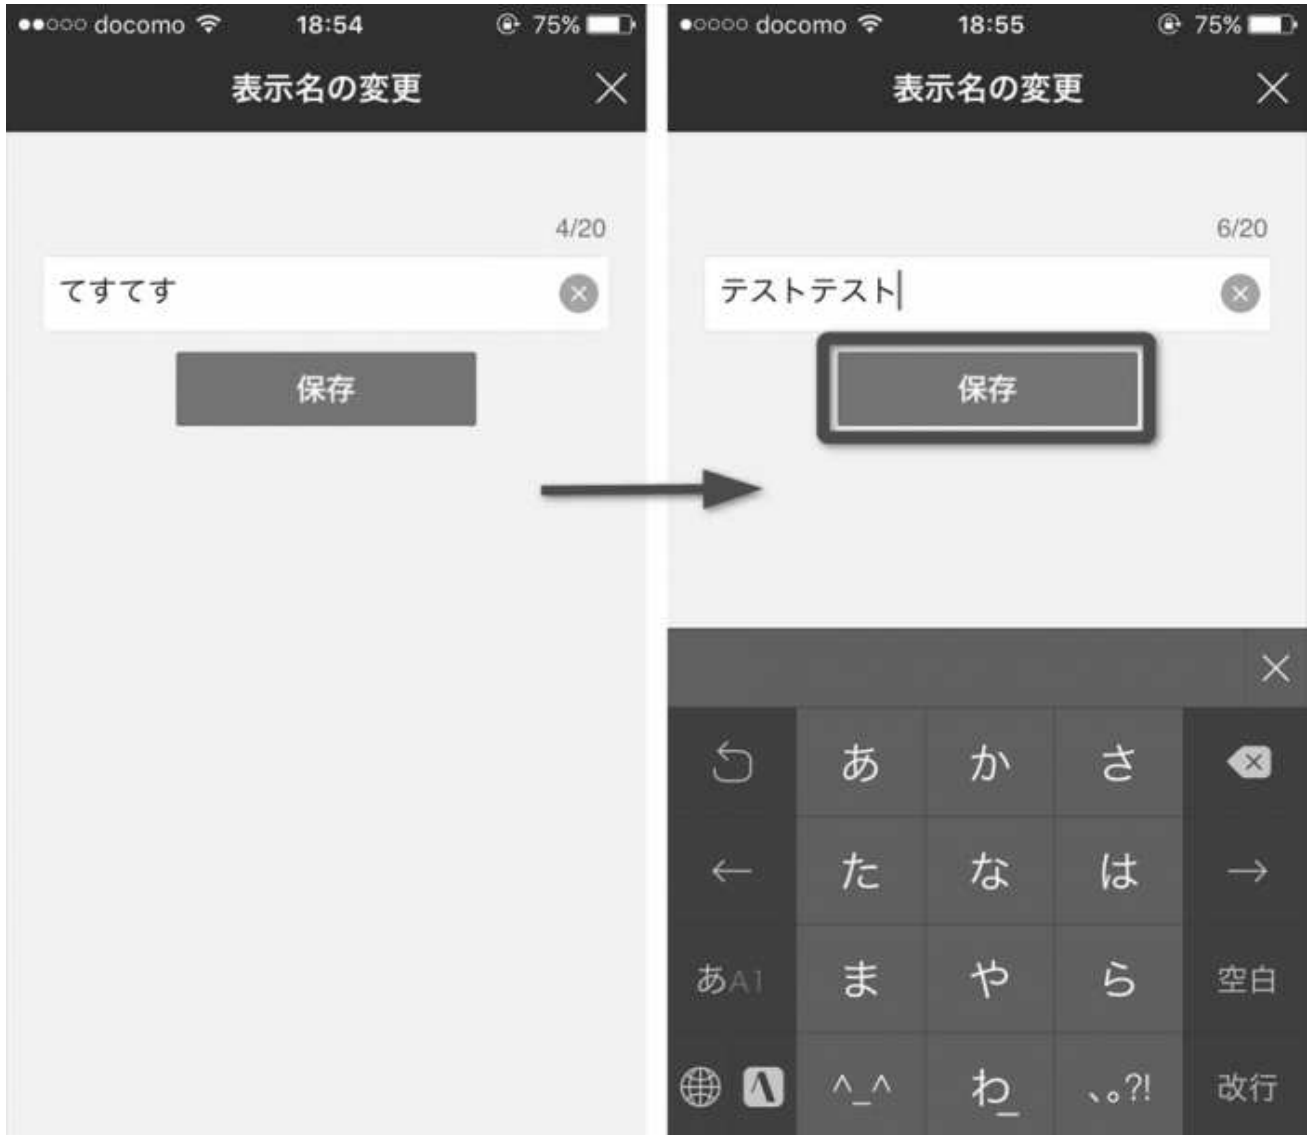 docomo 18:54 75%
表示名の変更
4/20
てすてす
保存
docomo 18:55 75%
表示名の変更
6/20
テストテスト
保存
あ か さ
た な は
あA1 ま や ら 空白
^_^ わ_ 、。?! 改行